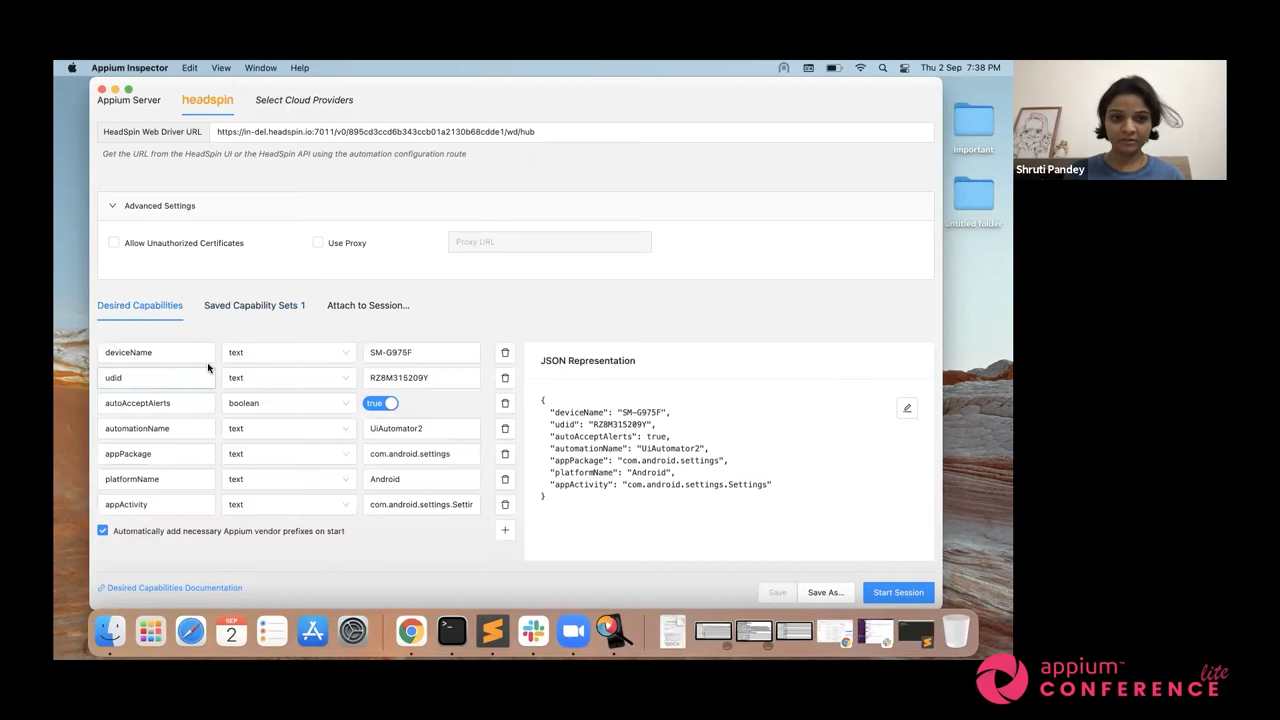 Appium Inspector Edit View Window Help Thu 2 Sep 7:38 PM
Appium Server headspin Select Cloud Providers
HeadSpin Web Driver URL https://in-del.headspin.io:7011/v0/895cd3ccd6b343ccb01a2130b68cdde1/wd/hub
Get the URL from the HeadSpin UI or the HeadSpin API using the automation configuration route
important
Shruti Pandey
Advanced Settings
untitled folder
Allow Unauthorized Certificates Use Proxy Proxy URL
Desired Capabilities Saved Capability Sets 1 Attach to Session...
deviceName text SM-G975F
udid text RZ8M315209Y
autoAcceptAlerts boolean true
automationName text UiAutomator2
appPackage text com.android.settings
platformName text Android
appActivity text com.android.settings.Settir
Automatically add necessary Appium vendor prefixes on start
JSON Representation
{
"deviceName": "SM-G975F",
"udid": "RZ8M315209Y",
"autoAcceptAlerts": true,
"automationName": "UiAutomator2",
"appPackage": "com.android.settings",
"platformName": "Android",
"appActivity": "com.android.settings.Settings"
}
Desired Capabilities Documentation
Save Save As... Start Session
SEP
2
appium™
CONFERENCE lite